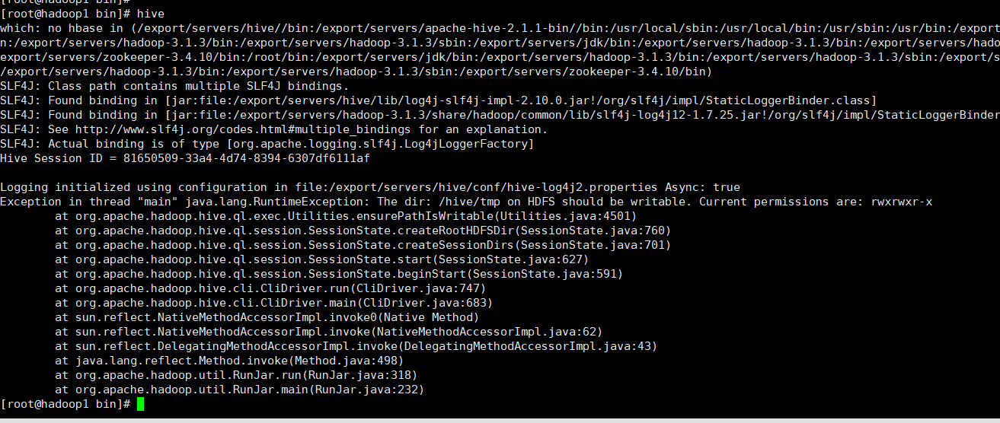 [root@hadoop1 bin]#
[root@hadoop1 bin]# hive
which: no hbase in (/export/servers/hive//bin:/export/servers/apache-hive-2.1.1-bin//bin:/usr/local/sbin:/usr/local/bin:/usr/sbin:/usr/bin:/export
n:/export/servers/hadoop-3.1.3/bin:/export/servers/hadoop-3.1.3/sbin:/export/servers/jdk/bin:/export/servers/hadoop-3.1.3/bin:/export/servers/hado
export/servers/zookeeper-3.4.10/bin:/root/bin:/export/servers/jdk/bin:/export/servers/hadoop-3.1.3/bin:/export/servers/hadoop-3.1.3/sbin:/export/s
/export/servers/hadoop-3.1.3/bin:/export/servers/hadoop-3.1.3/sbin:/export/servers/zookeeper-3.4.10/bin)
SLF4J: Class path contains multiple SLF4J bindings.
SLF4J: Found binding in [jar:file:/export/servers/hive/lib/log4j-slf4j-impl-2.10.0.jar!/org/slf4j/impl/StaticLoggerBinder.class]
SLF4J: Found binding in [jar:file:/export/servers/hadoop-3.1.3/share/hadoop/common/lib/slf4j-log4j12-1.7.25.jar!/org/slf4j/impl/StaticLoggerBinder
SLF4J: See http://www.slf4j.org/codes.html#multiple_bindings for an explanation.
SLF4J: Actual binding is of type [org.apache.logging.slf4j.Log4jLoggerFactory]
Hive Session ID = 81650509-33a4-4d74-8394-6307df6111af
Logging initialized using configuration in file:/export/servers/hive/conf/hive-log4j2.properties Async: true
Exception in thread "main" java.lang.RuntimeException: The dir: /hive/tmp on HDFS should be writable. Current permissions are: rwxrwxr-x
at org.apache.hadoop.hive.ql.exec.Utilities.ensurePathIsWritable(Utilities.java:4501)
at org.apache.hadoop.hive.ql.session.SessionState.createRootHDFSDir(SessionState.java:760)
at org.apache.hadoop.hive.ql.session.SessionState.createSessionDirs(SessionState.java:701)
at org.apache.hadoop.hive.ql.session.SessionState.start(SessionState.java:627)
at org.apache.hadoop.hive.ql.session.SessionState.beginStart(SessionState.java:591)
at org.apache.hadoop.hive.cli.CliDriver.run(CliDriver.java:747)
at org.apache.hadoop.hive.cli.CliDriver.main(CliDriver.java:683)
at sun.reflect.NativeMethodAccessorImpl.invoke0(Native Method)
at sun.reflect.NativeMethodAccessorImpl.invoke(NativeMethodAccessorImpl.java:62)
at sun.reflect.DelegatingMethodAccessorImpl.invoke(DelegatingMethodAccessorImpl.java:43)
at java.lang.reflect.Method.invoke(Method.java:498)
at org.apache.hadoop.util.RunJar.run(RunJar.java:318)
at org.apache.hadoop.util.RunJar.main(RunJar.java:232)
[root@hadoop1 bin]#